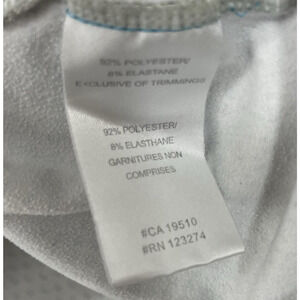 92% POLYESTER/
8% ELASTANE
EXCLUSIVE OF TRIMMINGS
92% POLYESTER/
8% ELASTHANE
GARNITURES NON
COMPRISES
#CA 19510
#RN 123274